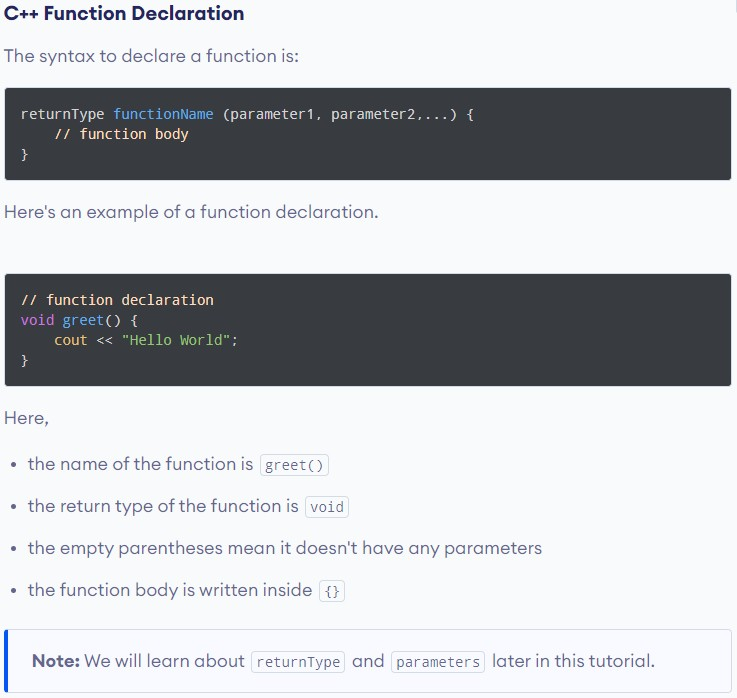 C++ Function Declaration
The syntax to declare a function is:
returnType functionName (parameter1, parameter2,...) {
    // function body
}
Here's an example of a function declaration.
// function declaration
void greet() {
    cout << "Hello World";
}
Here,
• the name of the function is greet()
• the return type of the function is void
• the empty parentheses mean it doesn't have any parameters
• the function body is written inside {}
Note: We will learn about returnType and parameters later in this tutorial.